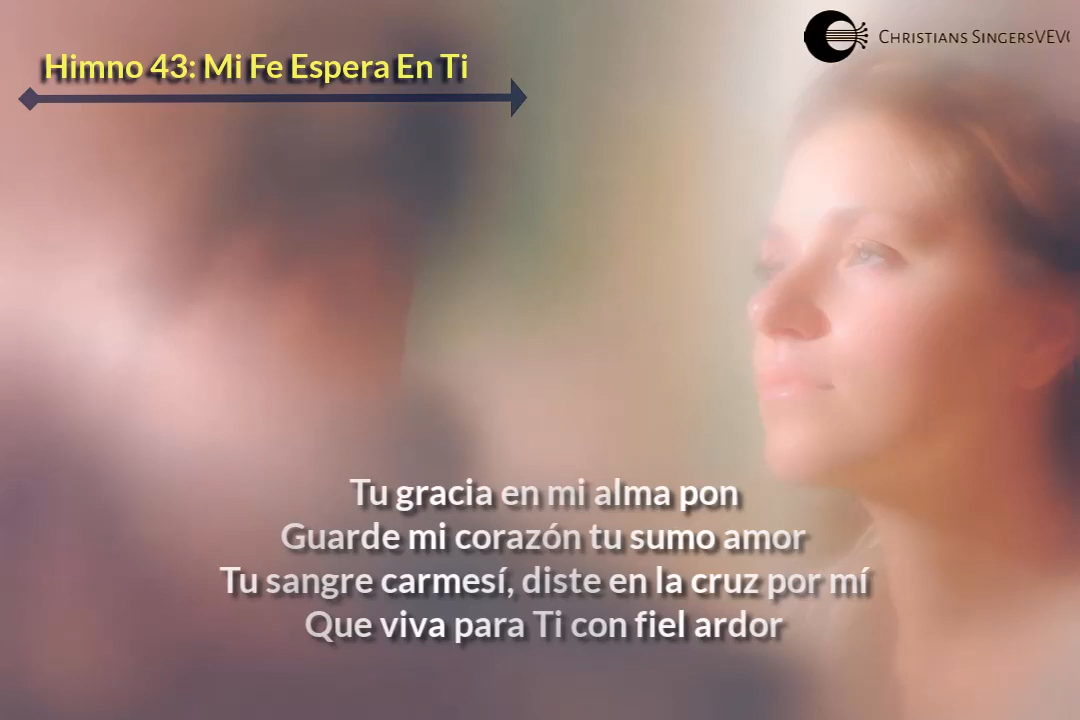 Himno 43: Mi Fe Espera En Ti
CHRISTIANS SINGERSVEV
Tu gracia en mi alma pon
Guarde mi corazón tu sumo amor
Tu sangre carmesí, diste en la cruz por mí
Que viva para Ti con fiel ardor